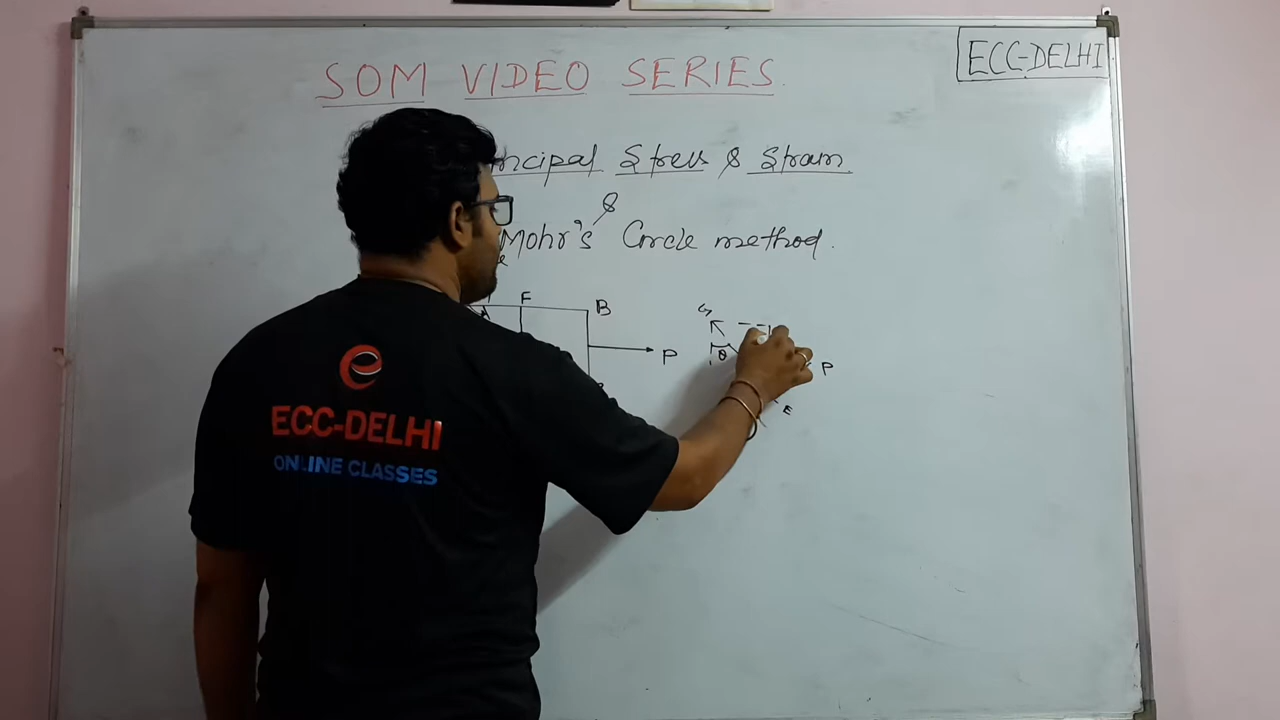 ECC-DELHI
SOM VIDEO SERIES
ncipal Stress & Strain
&
Mohr's Circle method.
F
B
P
G
θ
P
E
e
ECC-DELHI
ONLINE CLASSES